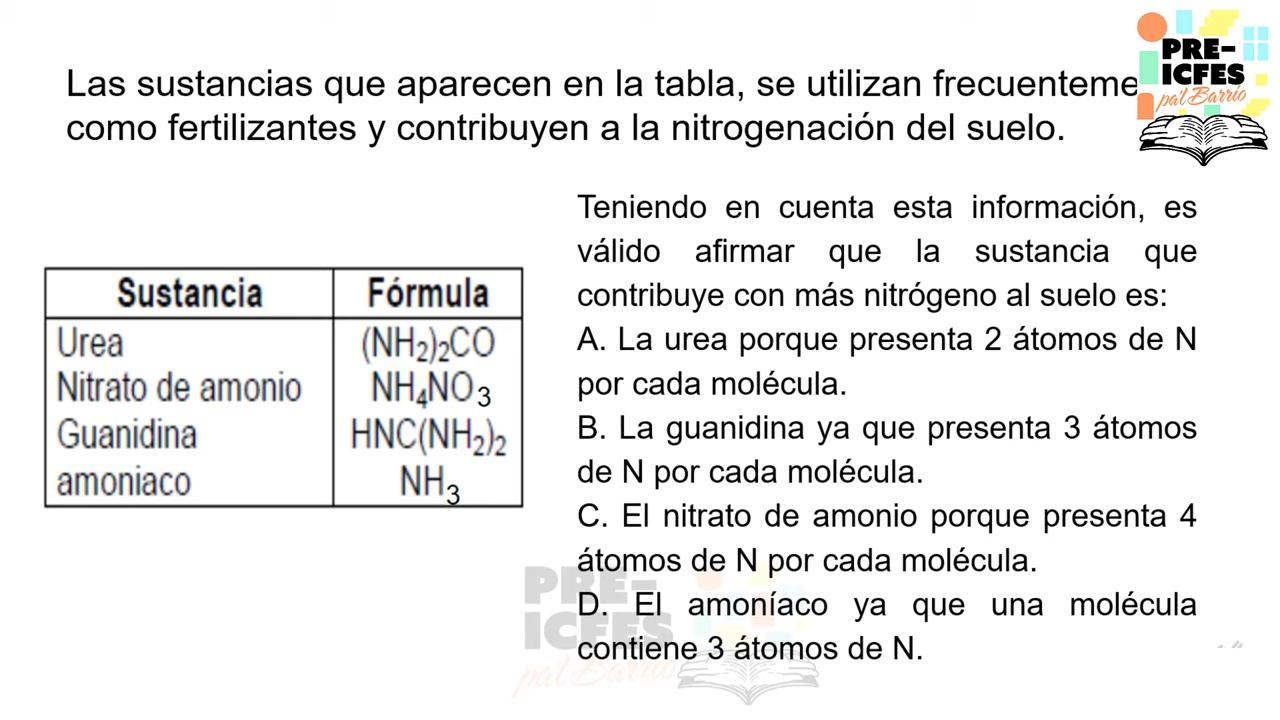 PRE-
ICFES
pa'l Barrio
Las sustancias que aparecen en la tabla, se utilizan
como fertilizantes y contribuyen a la nitrogenación del suelo.
Sustancia Fórmula
Urea (NH₂)₂CO
Nitrato de amonio NH₄NO₃
Guanidina HNC(NH₂)₂
amoniaco NH₃
Teniendo en cuenta esta información, es
válido afirmar que la sustancia que
contribuye con más nitrógeno al suelo es:
A. La urea porque presenta 2 átomos de N
por cada molécula.
B. La guanidina ya que presenta 3 átomos
de N por cada molécula.
C. El nitrato de amonio porque presenta 4
átomos de N por cada molécula.
D. El amoníaco ya que una molécula
contiene 3 átomos de N.
PRE-
ICFES
pa'l Barrio